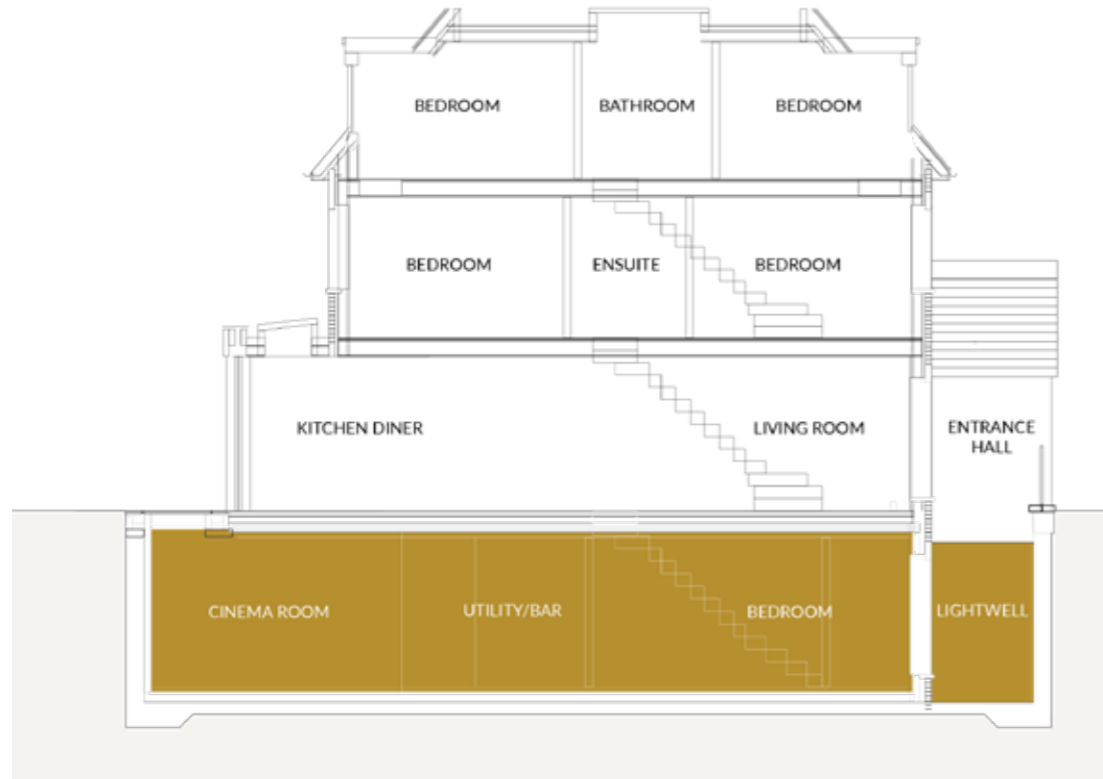 BEDROOM
BATHROOM
BEDROOM
BEDROOM
ENSUITE
BEDROOM
KITCHEN DINER
LIVING ROOM
ENTRANCE
HALL
CINEMA ROOM
UTILITY/BAR
BEDROOM
LIGHTWELL